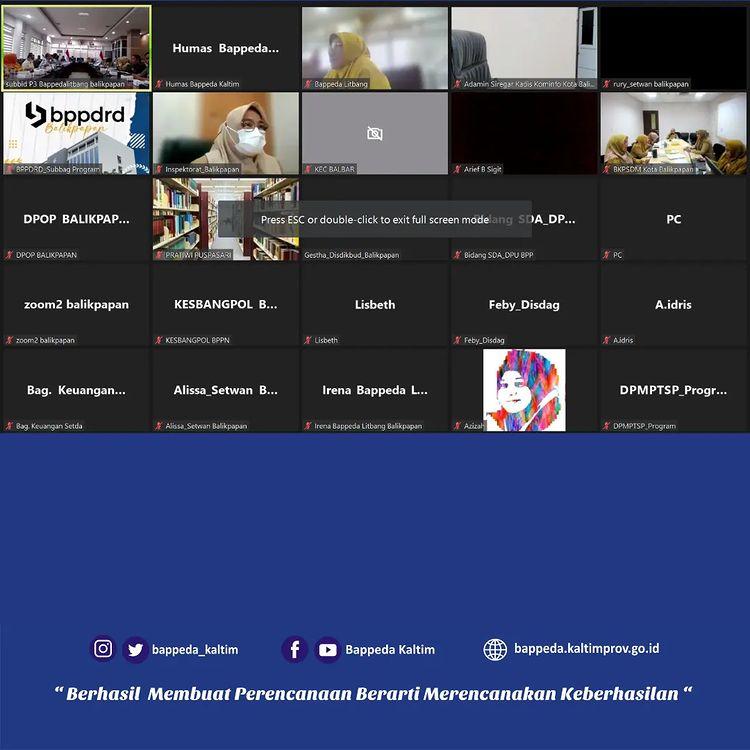 subbid P3 Bappedalitbang balikpapan
Humas Bappeda...
Humas Bappeda Kaltim
Bappeda Litbang
Adamin Siregar Kadis Kominfo Kota Bali...
rury_setwan balikpapan
bppdrd
Balikpapan
BPPDRD_Subbag Program
Inspektorat_Balikpapan
KEC BALBAR
Arief B Sigit
BKPSDM Kota Balikpapan
DPOP BALIKPAP...
DPOP BALIKPAPAN
PRATIWI PUSPASARI
Press ESC or double-click to exit full screen mode
Gestha_Disdikbud_Balikpapan
Bidang SDA_DP...
Bidang SDA_DPU BPP
PC
PC
zoom2 balikpapan
zoom2 balikpapan
KESBANGPOL B...
KESBANGPOL BPPN
Lisbeth
Lisbeth
Feby_Disdag
Feby_Disdag
A.idris
A.idris
Bag. Keuangan...
Bag. Keuangan Setda
Alissa_Setwan B...
Alissa_Setwan Balikpapan
Irena Bappeda L...
Irena Bappeda Litbang Balikpapan
Azizah
DPMPTSP_Progr...
DPMPTSP_Program
bappeda_kaltim
Bappeda Kaltim
bappeda.kaltimprov.go.id
“ Berhasil Membuat Perencanaan Berarti Merencanakan Keberhasilan “